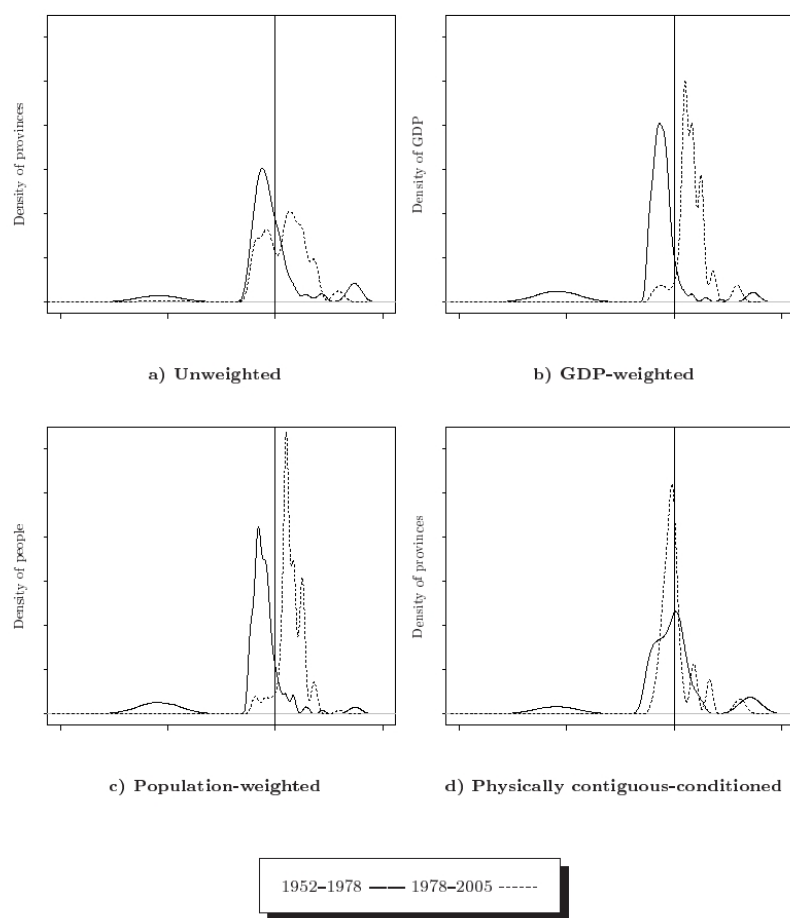 Density of provinces
Density of GDP
a) Unweighted
b) GDP-weighted
Density of people
Density of provinces
c) Population-weighted
d) Physically contiguous-conditioned
1952–1978 1978–2005